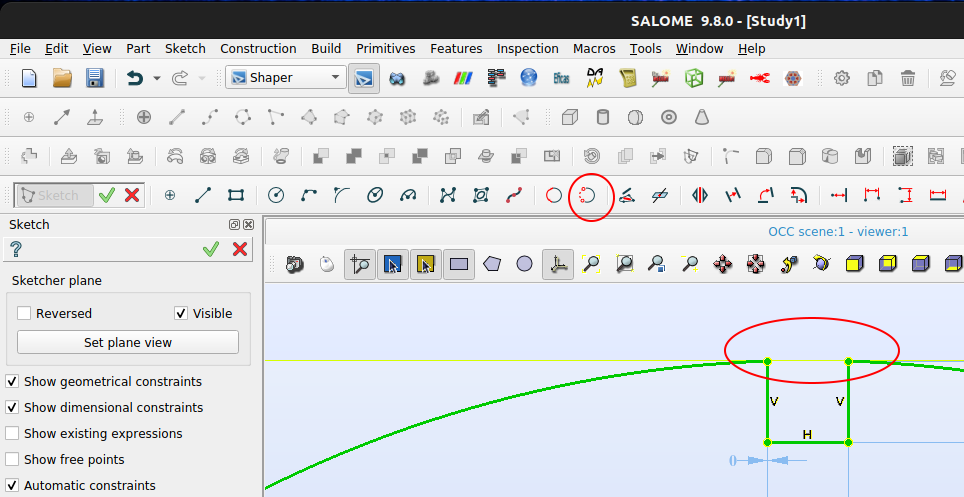 SALOME 9.8.0 - [Study1]
File Edit View Part Sketch Construction Build Primitives Features Inspection Macros Tools Window Help
Shaper Eficas DA
Sketch
Sketch
OCC scene:1 - viewer:1
?
Sketcher plane
Reversed Visible
Set plane view
Show geometrical constraints
Show dimensional constraints
Show existing expressions
Show free points
Automatic constraints
V V
H
0